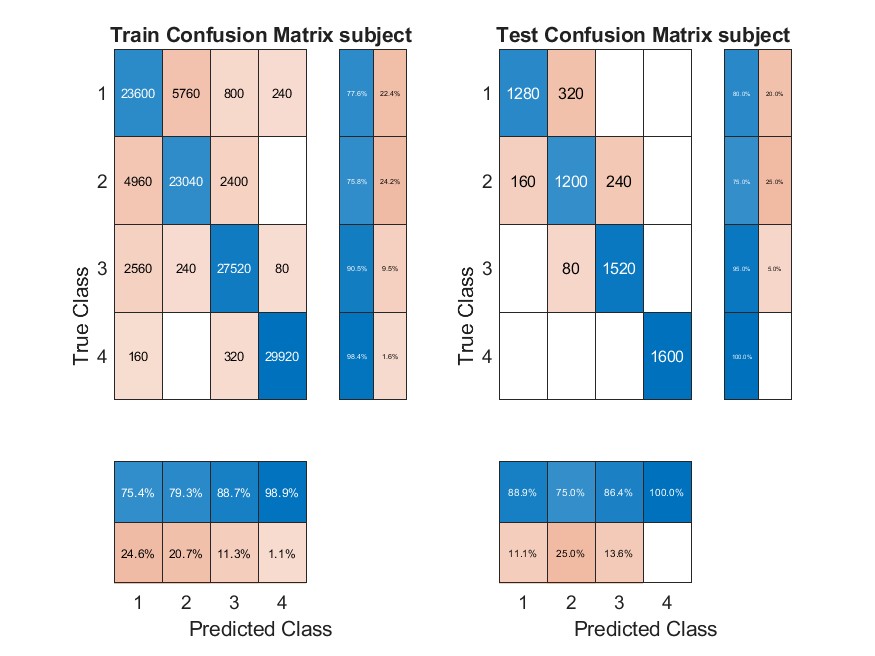 Train Confusion Matrix subject
Test Confusion Matrix subject
1 23600 5760 800 240 77.6% 22.4%
2 4960 23040 2400 75.8% 24.2%
3 2560 240 27520 80 90.5% 9.5%
4 160 320 29920 98.4% 1.6%
True Class
75.4% 79.3% 88.7% 98.9%
24.6% 20.7% 11.3% 1.1%
1 2 3 4
Predicted Class
1 1280 320 80.0% 20.0%
2 160 1200 240 75.0% 25.0%
3 80 1520 95.0% 5.0%
4 1600 100.0%
True Class
88.9% 75.0% 86.4% 100.0%
11.1% 25.0% 13.6%
1 2 3 4
Predicted Class